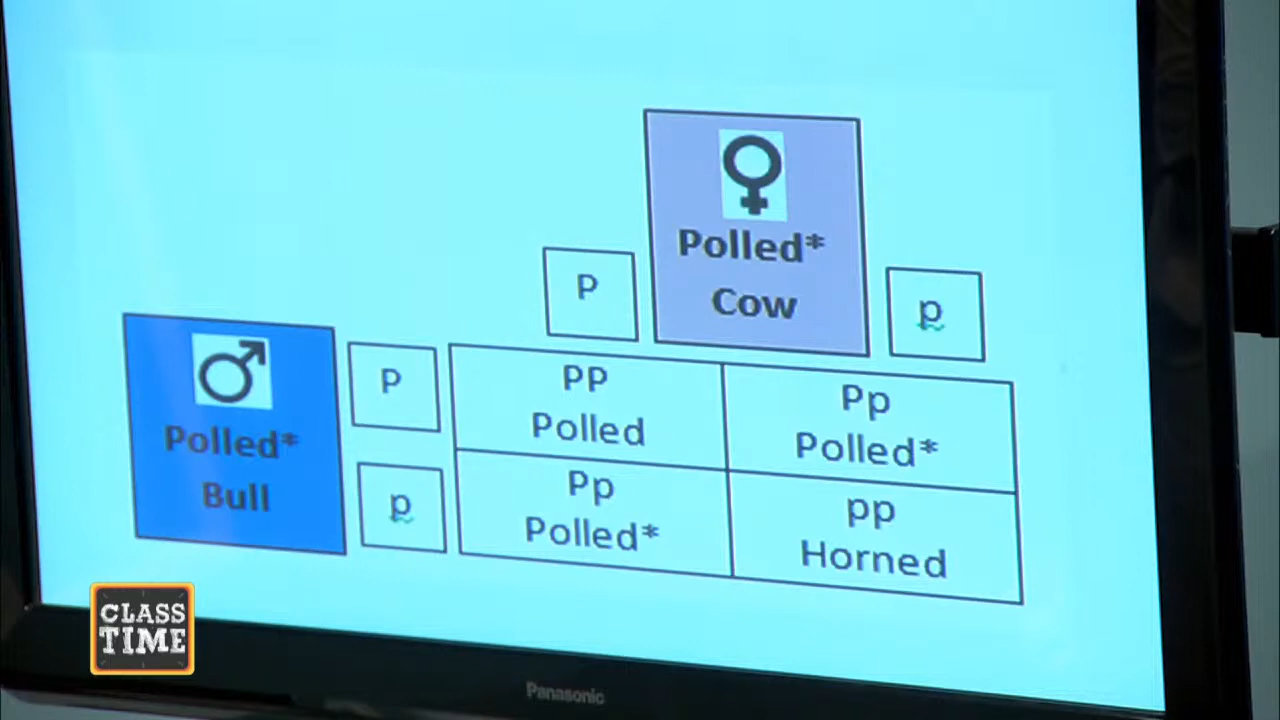 Polled*
Cow
P
p
Polled*
Bull
P
p
PP
Polled
Pp
Polled*
Pp
Polled*
pp
Horned
CLASS
TIME
Panasonic